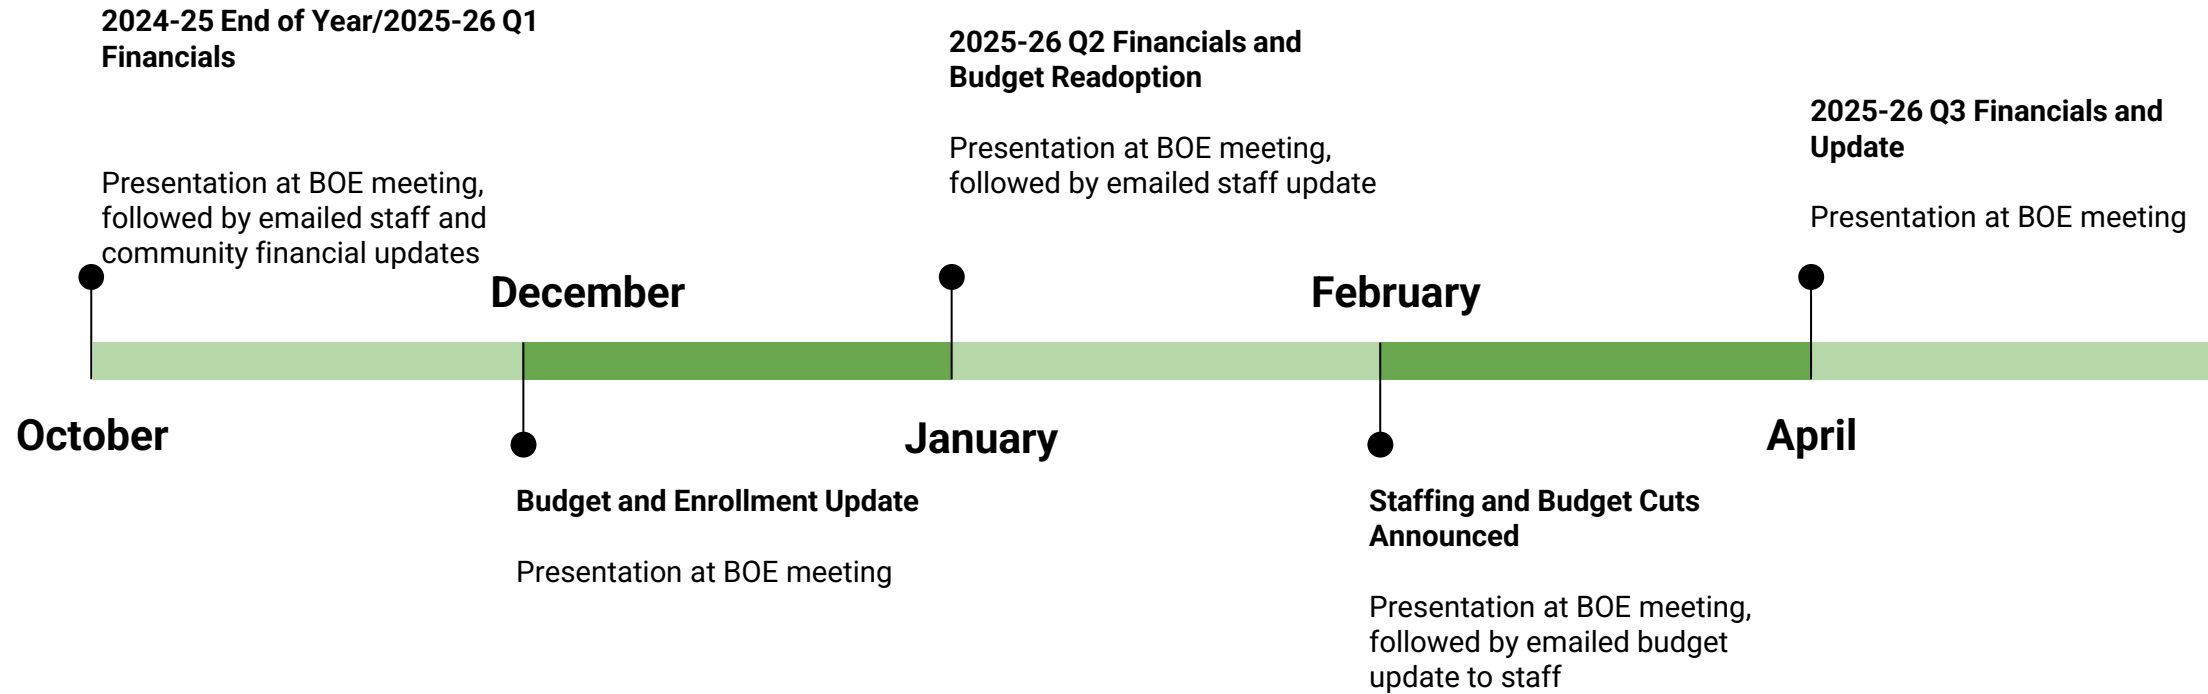 2024-25 End of Year/2025-26 Q1
Financials
Presentation at BOE meeting,
followed by emailed staff and
community financial updates
October
December
Budget and Enrollment Update
Presentation at BOE meeting
2025-26 Q2 Financials and
Budget Readoption
Presentation at BOE meeting,
followed by emailed staff update
January
February
Staffing and Budget Cuts
Announced
Presentation at BOE meeting,
followed by emailed budget
update to staff
2025-26 Q3 Financials and
Update
Presentation at BOE meeting
April